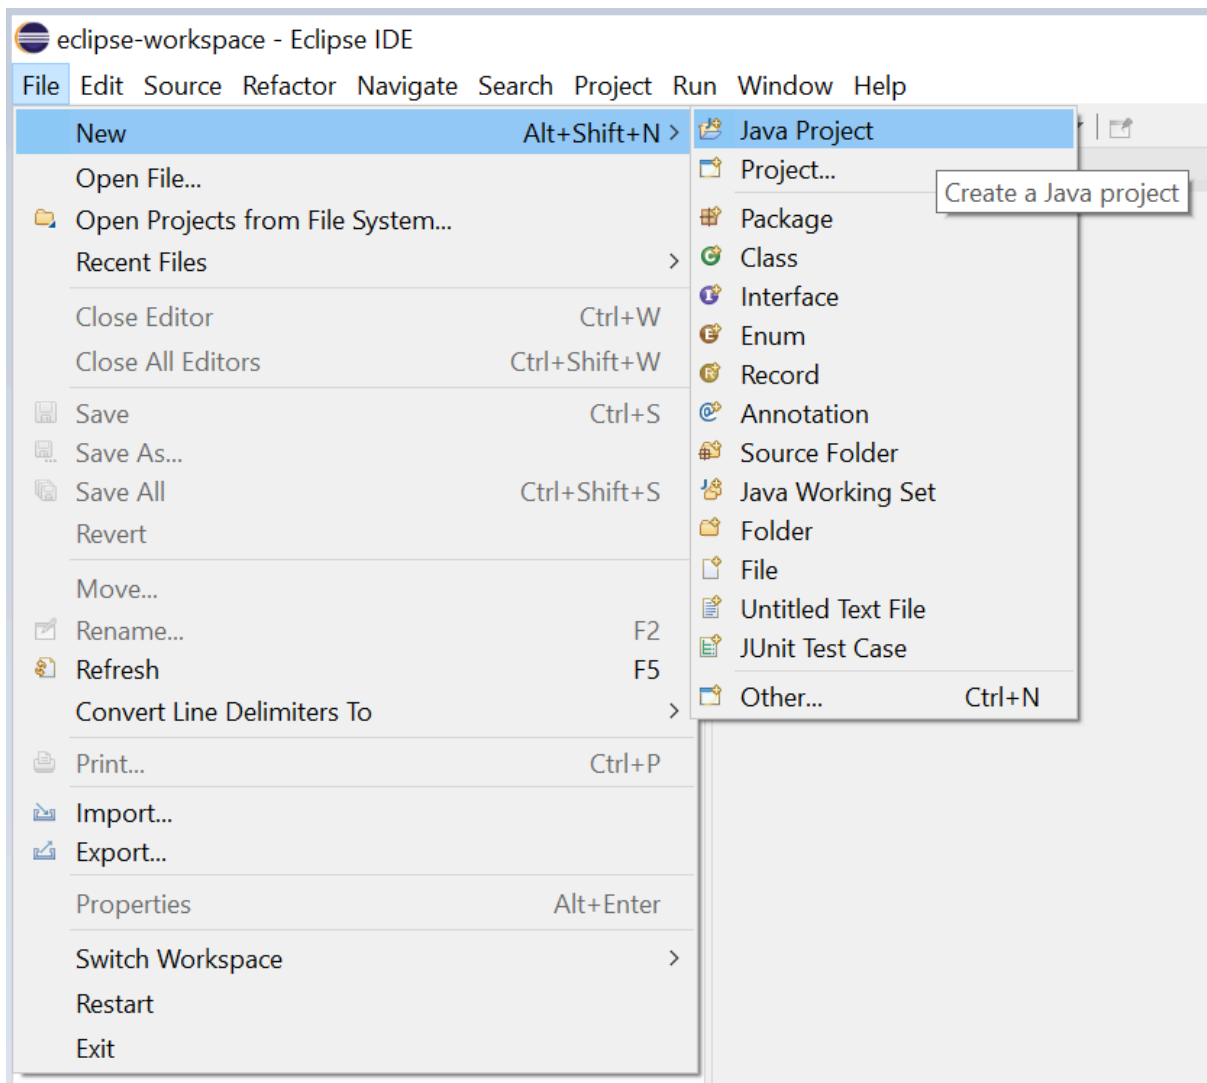 eclipse-workspace - Eclipse IDE
File Edit Source Refactor Navigate Search Project Run Window Help
New Alt+Shift+N >
Open File...
Open Projects from File System...
Recent Files >
Close Editor Ctrl+W
Close All Editors Ctrl+Shift+W
Save Ctrl+S
Save As...
Save All Ctrl+Shift+S
Revert
Move...
Rename... F2
Refresh F5
Convert Line Delimiters To >
Print... Ctrl+P
Import...
Export...
Properties Alt+Enter
Switch Workspace >
Restart
Exit
Java Project
Project...
Create a Java project
Package
Class
Interface
Enum
Record
Annotation
Source Folder
Java Working Set
Folder
File
Untitled Text File
JUnit Test Case
Other... Ctrl+N